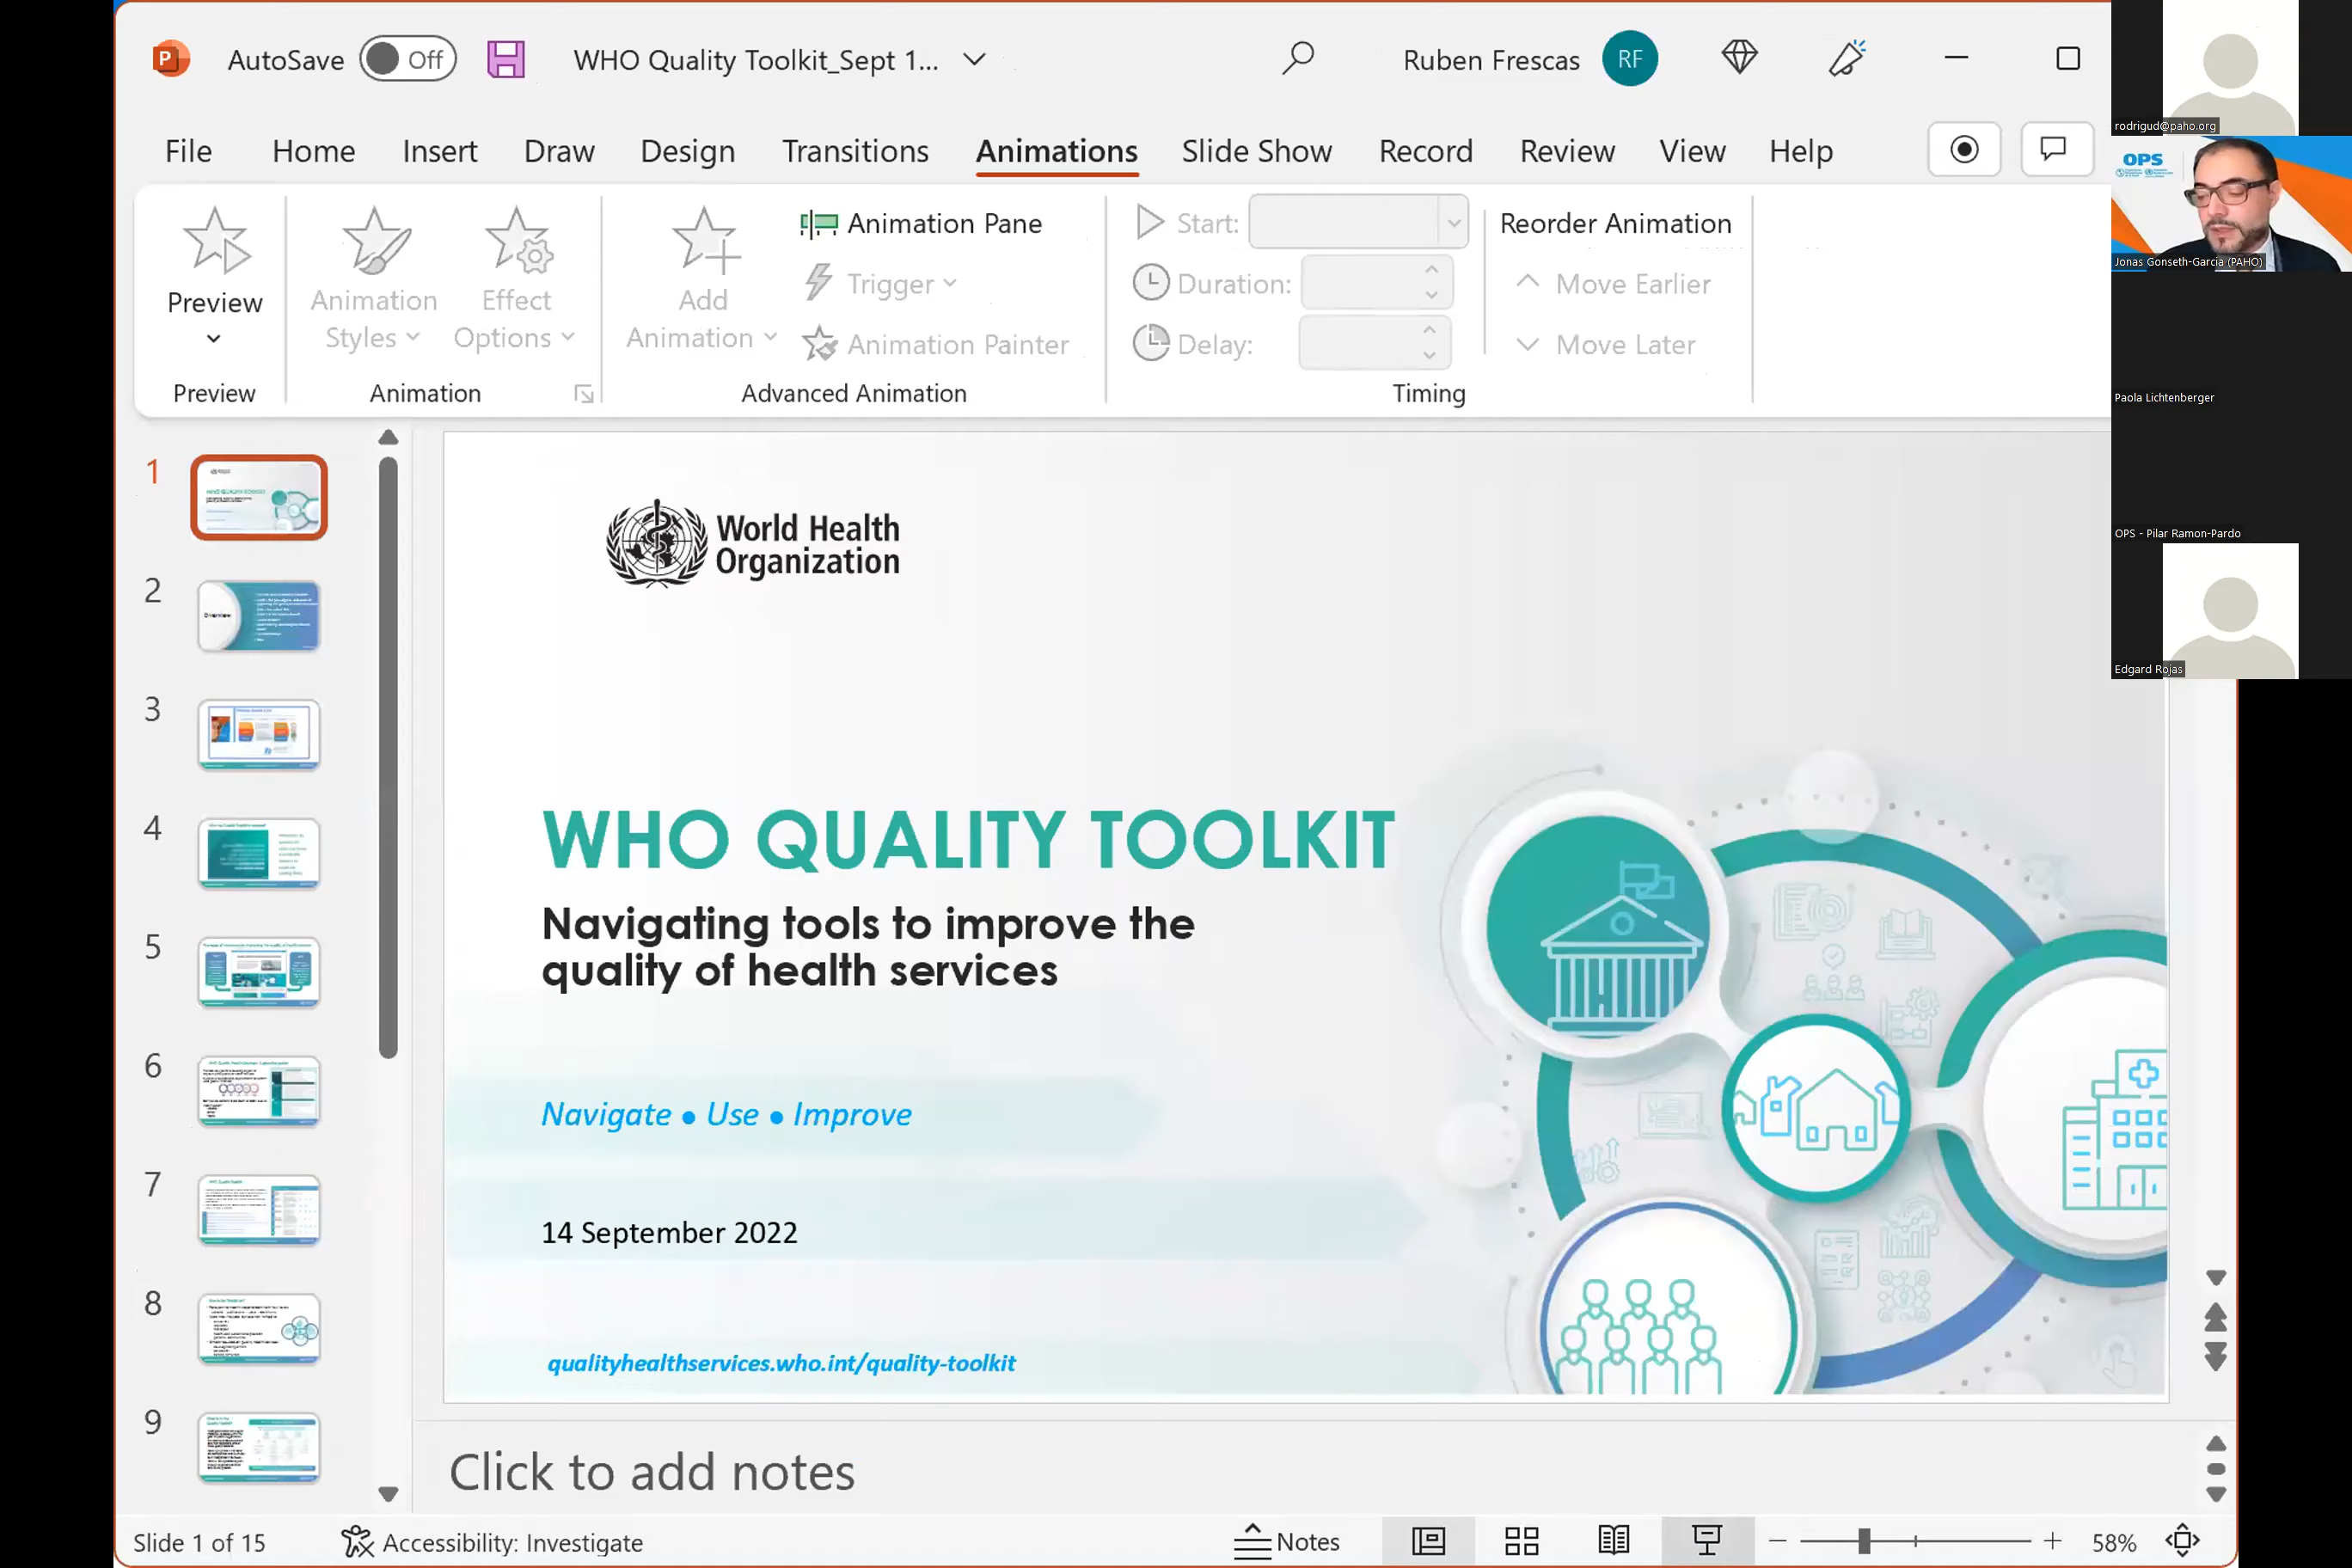 AutoSave Off WHO Quality Toolkit_Sept 1... Ruben Frescas RF
File Home Insert Draw Design Transitions Animations Slide Show Record Review View Help
Preview
Animation Styles
Effect Options
Add Animation
Animation Pane
Trigger
Animation Painter
Start:
Duration:
Delay:
Reorder Animation
Move Earlier
Move Later
Preview Animation Advanced Animation Timing
rodrigud@paho.org
OPS
Jonas Gonseth-Garcia (PAHO)
Paola Lichtenberger
OPS - Pilar Ramon-Pardo
Edgard Rojas
1
2
3
4
5
6
7
8
9
World Health
Organization
WHO QUALITY TOOLKIT
Navigating tools to improve the
quality of health services
Navigate ● Use ● Improve
14 September 2022
qualityhealthservices.who.int/quality-toolkit
Click to add notes
Slide 1 of 15 Accessibility: Investigate Notes 58%